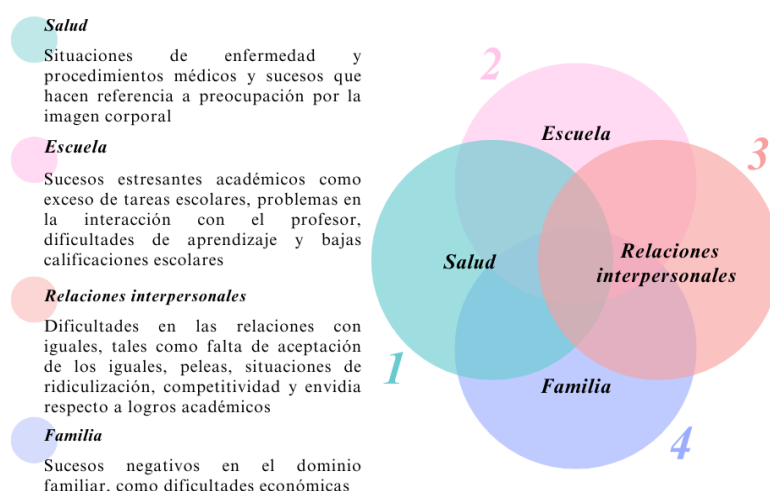 Salud
Situaciones de enfermedad y
procedimientos médicos y sucesos que
hacen referencia a preocupación por la
imagen corporal
Escuela
Sucesos estresantes académicos como
exceso de tareas escolares, problemas en
la interacción con el profesor,
dificultades de aprendizaje y bajas
calificaciones escolares
Relaciones interpersonales
Dificultades en las relaciones con
iguales, tales como falta de aceptación
de los iguales, peleas, situaciones de
ridiculización, competitividad y envidia
respecto a logros académicos
Familia
Sucesos negativos en el dominio
familiar, como dificultades económicas
2
Escuela
3
Salud
Relaciones
interpersonales
1
Familia
4